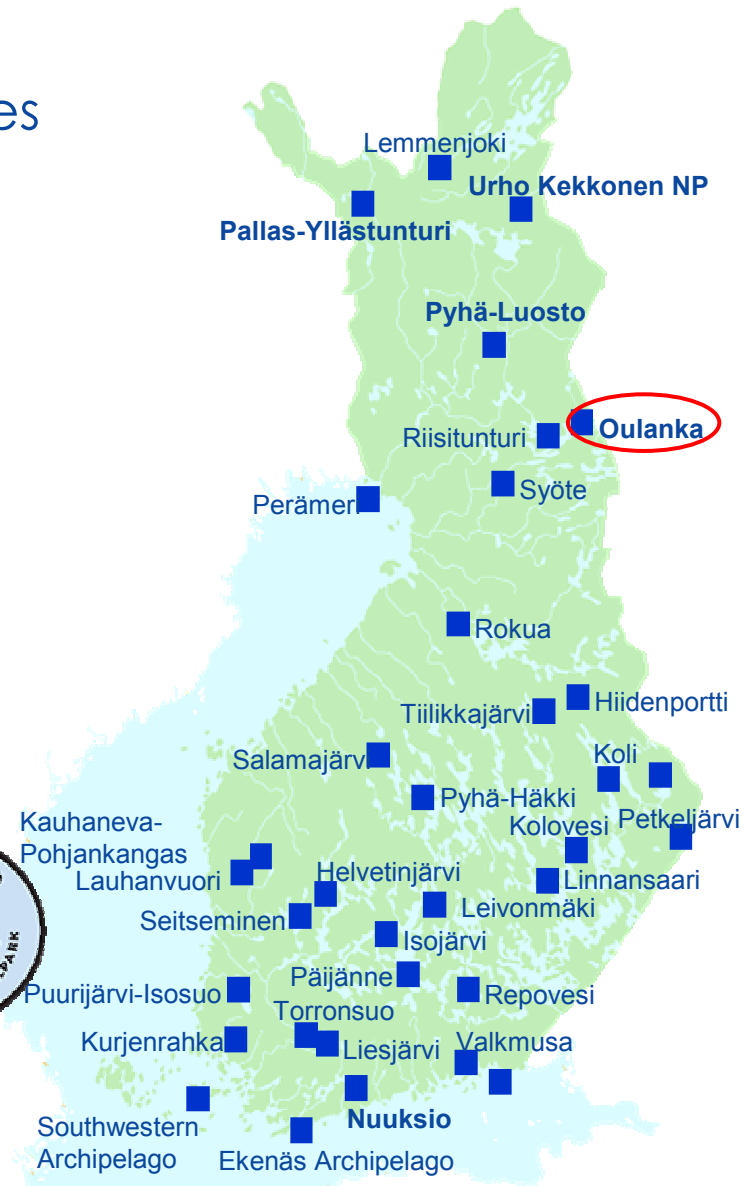 es
Lemmenjoki
Urho Kekkonen NP
Pallas-Yllästunturi
Pyhä-Luosto
Oulanka
Riisitunturi
Syöte
Perämeri
Rokua
Hiidenportti
Tiilikkajärvi
Koli
Salamajärvi
Pyhä-Häkki
Petkeljärvi
Kolovesi
Kauhaneva-
Pohjankangas
Helvetinjärvi
Lauhanvuori
Linnansaari
Leivonmäki
Seitseminen
Isojärvi
PARK
Päijänne
Puurijärvi-Isosuo
Repovesi
Torronsuo
Kurjenrahka
Liesjärvi
Valkmusa
Nuuksio
Southwestern
Archipelago
Ekenäs Archipelago